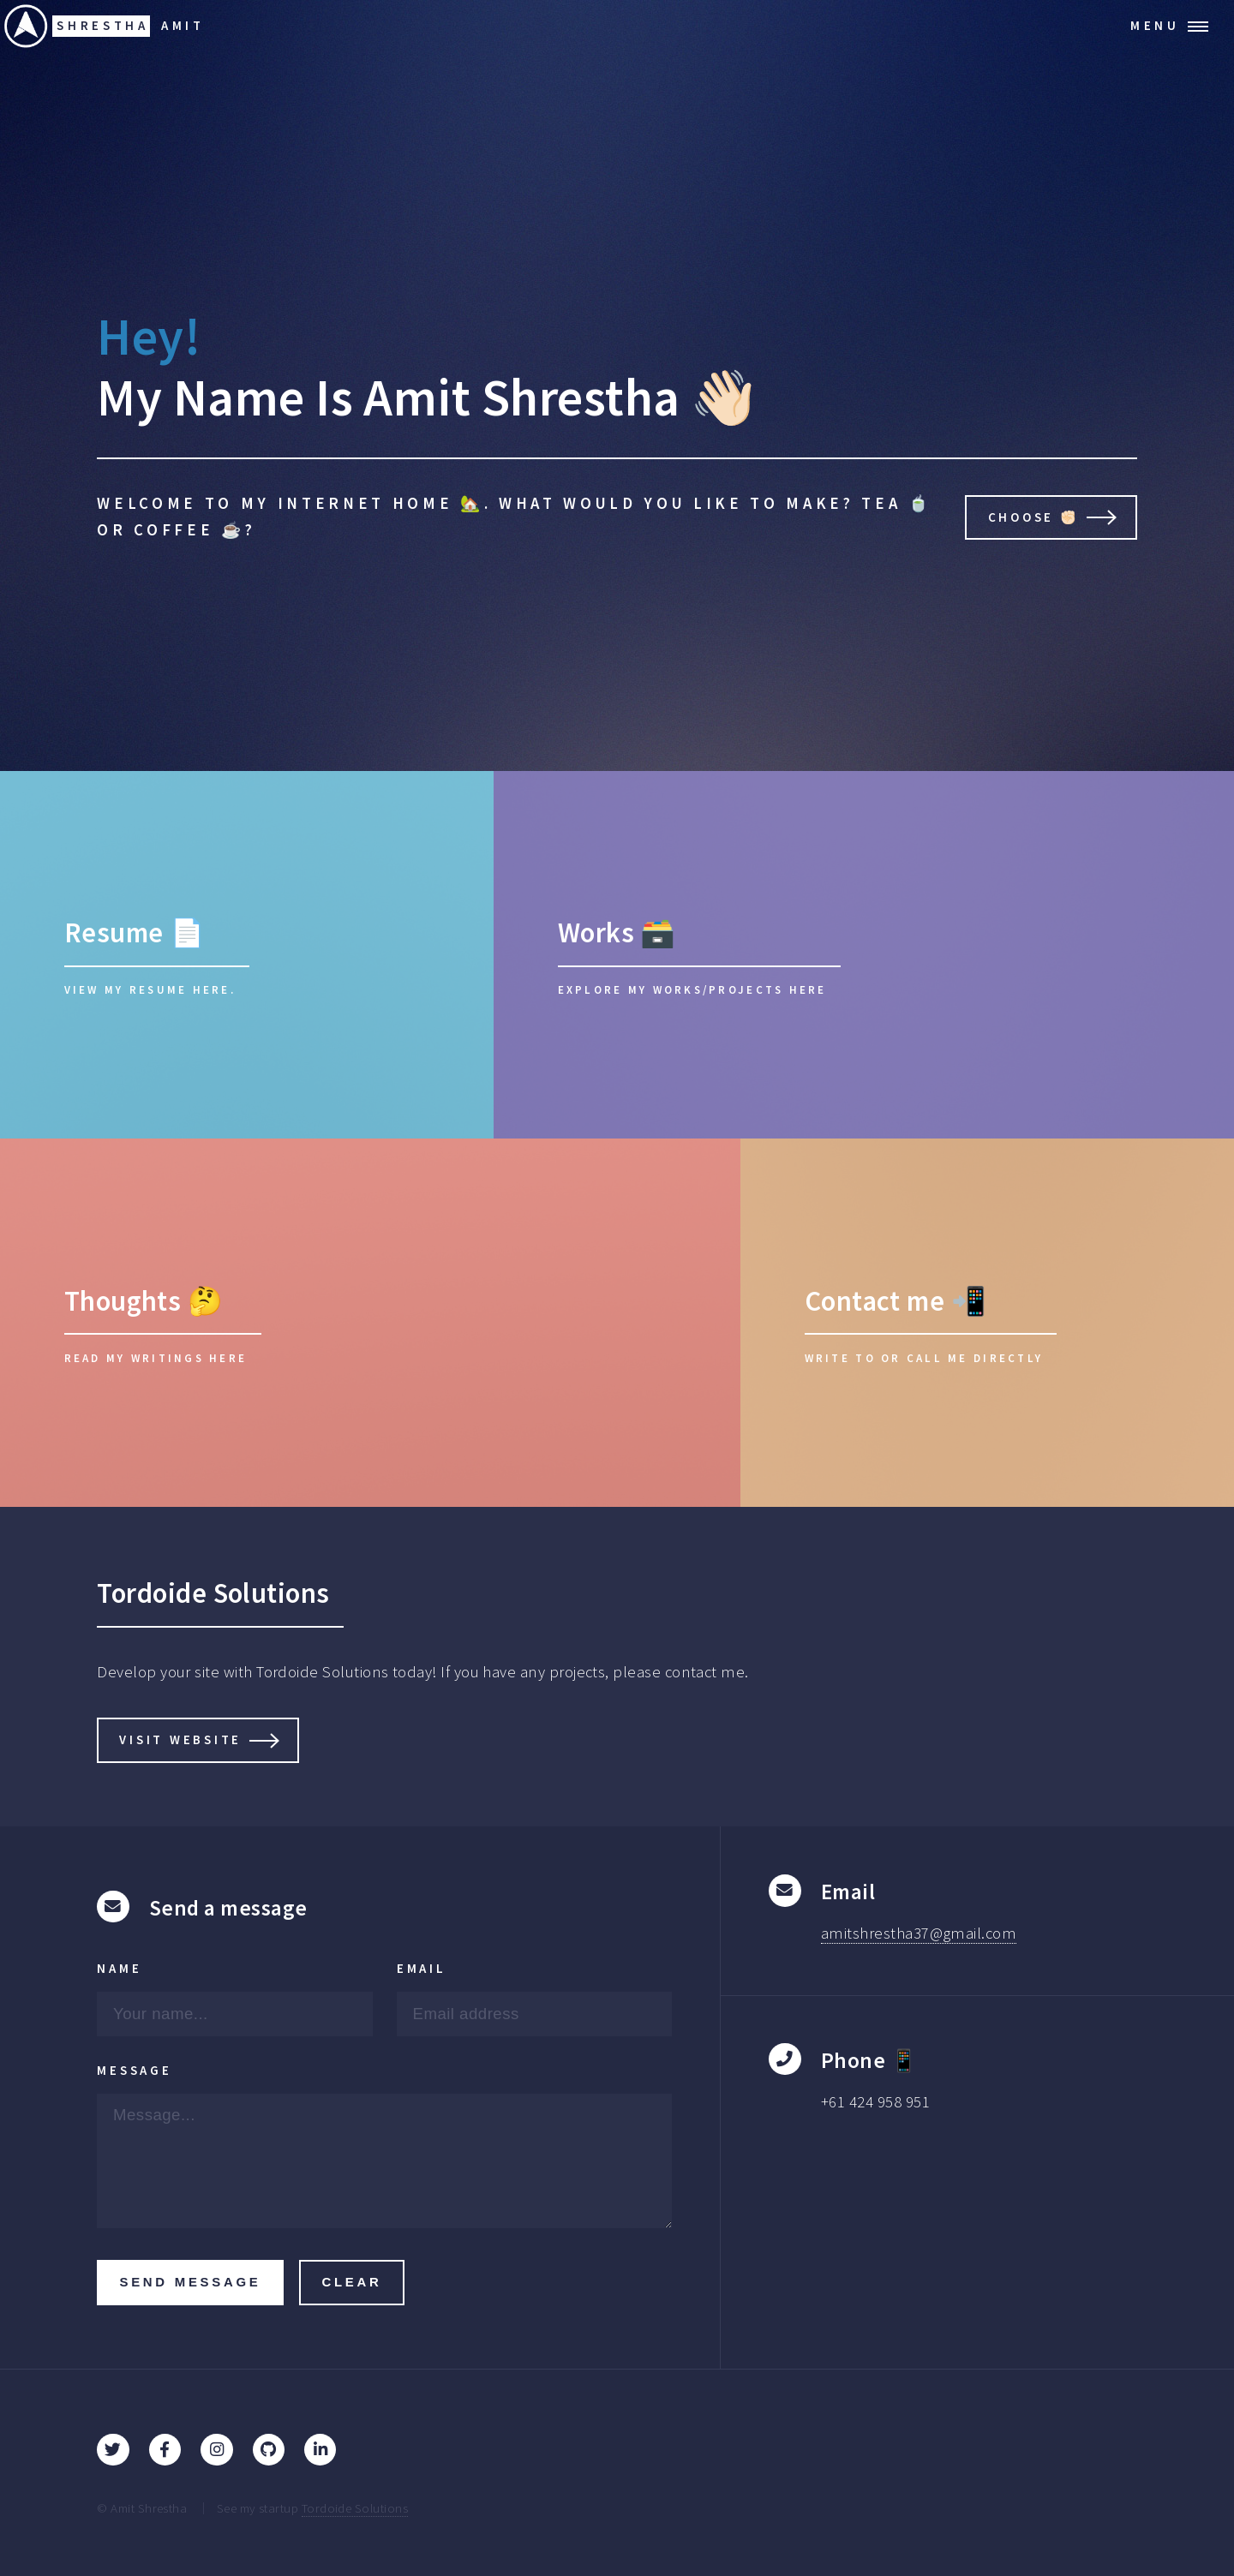 SHRESTHA AMIT
MENU
Hey!
My Name Is Amit Shrestha 👋🏻
WELCOME TO MY INTERNET HOME 🏡. WHAT WOULD YOU LIKE TO MAKE? TEA 🍵
OR COFFEE ☕?
CHOOSE ✊🏻
Resume 📄
VIEW MY RESUME HERE.
Works 🗃️
EXPLORE MY WORKS/PROJECTS HERE
Thoughts 🤔
READ MY WRITINGS HERE
Contact me 📲
WRITE TO OR CALL ME DIRECTLY
Tordoide Solutions
Develop your site with Tordoide Solutions today! If you have any projects, please contact me.
VISIT WEBSITE
Send a message
NAME
EMAIL
Your name...
Email address
MESSAGE
Message...
SEND MESSAGE
CLEAR
Email
amitshrestha37@gmail.com
Phone 📱
+61 424 958 951
© Amit Shrestha
See my startup Tordoide Solutions